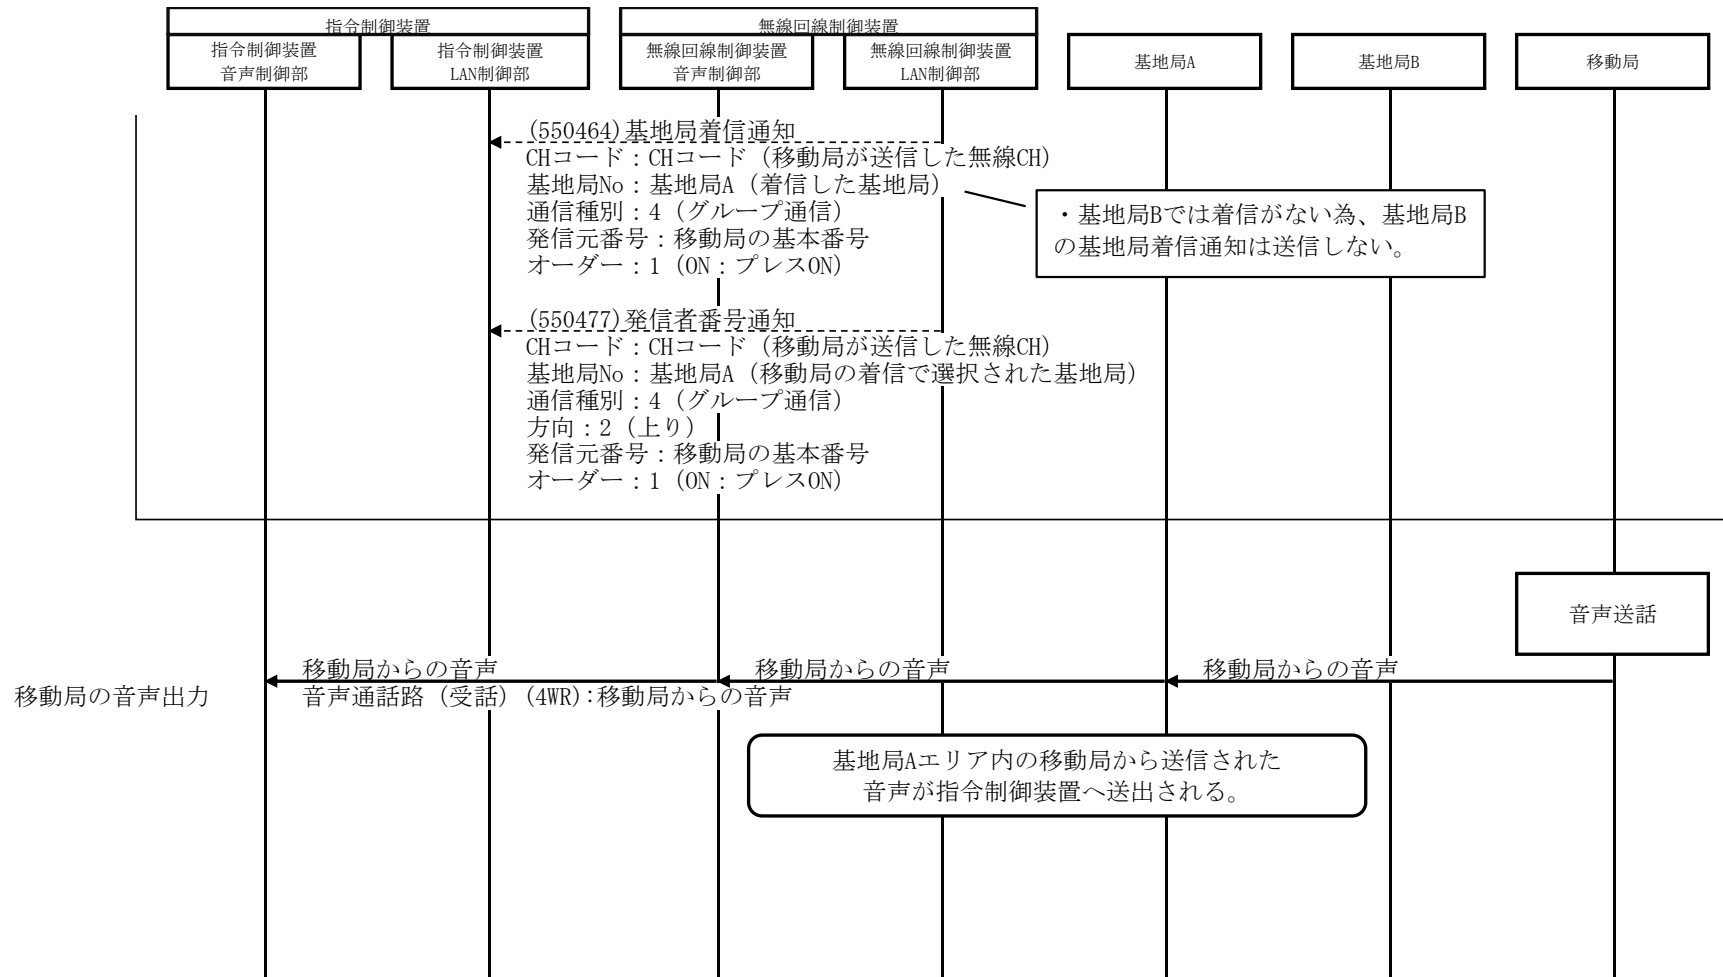 指令制御装置
無線回線制御装置
指令制御装置
音声制御部
指令制御装置
LAN制御部
無線回線制御装置
音声制御部
無線回線制御装置
LAN制御部
基地局A
基地局B
移動局
(550464)基地局着信通知
CHコード：CHコード（移動局が送信した無線CH）
基地局No：基地局A（着信した基地局）
通信種別：4（グループ通信）
発信元番号：移動局の基本番号
オーダー：1（ON：プレスON）
・基地局Bでは着信がない為、基地局B
の基地局着信通知は送信しない。
(550477)発信者番号通知
CHコード：CHコード（移動局が送信した無線CH）
基地局No：基地局A（移動局の着信で選択された基地局）
通信種別：4（グループ通信）
方向：2（上り）
発信元番号：移動局の基本番号
オーダー：1（ON：プレスON）
音声送話
移動局からの音声
移動局からの音声
移動局からの音声
移動局の音声出力
音声通話路（受話）(4WR):移動局からの音声
基地局Aエリア内の移動局から送信された
音声が指令制御装置へ送出される。